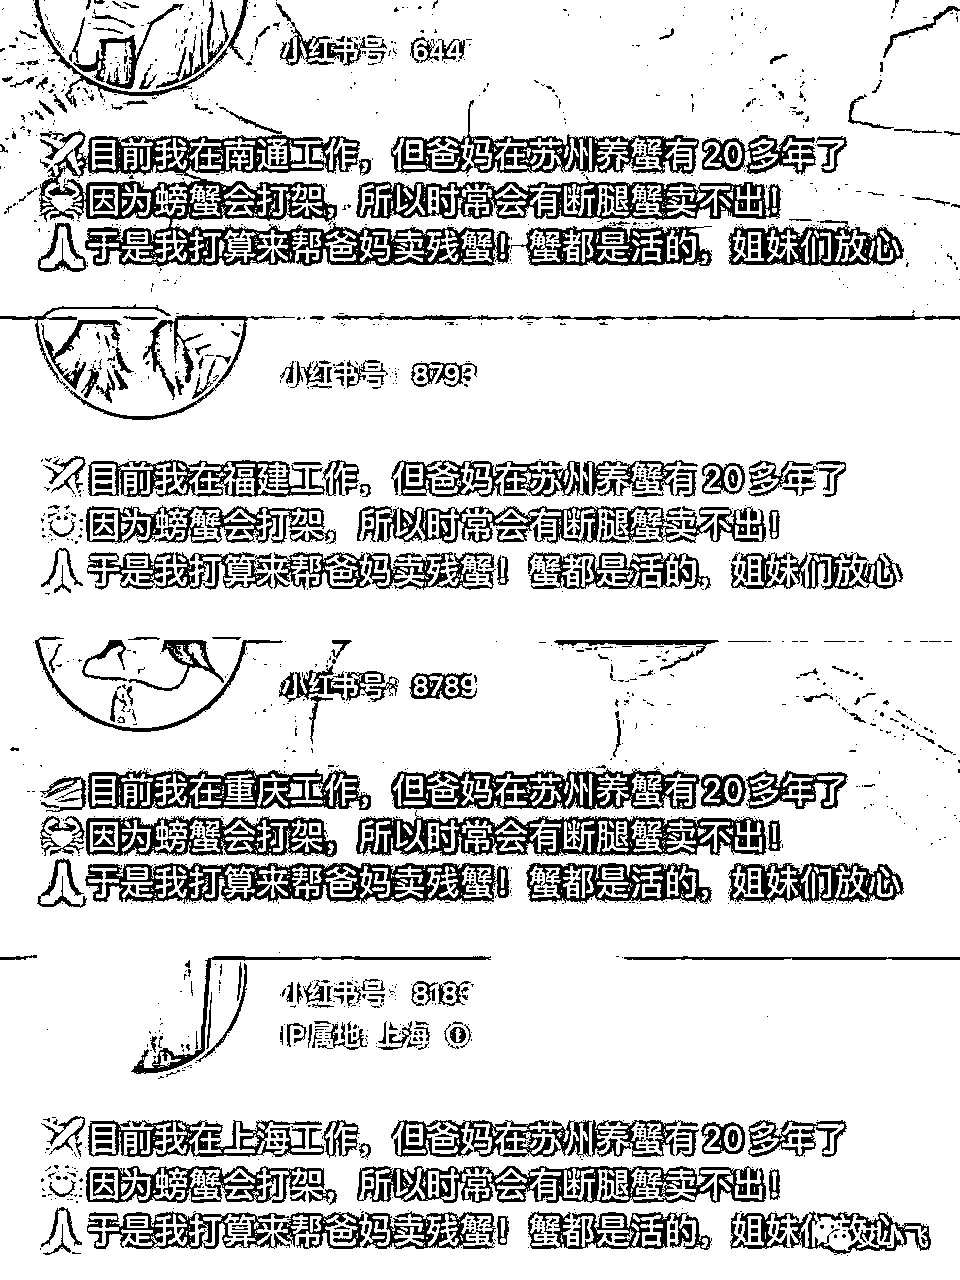 小红书号：644
目前我在南通工作，但爸妈在苏州养蟹有20多年了
因为螃蟹会打架，所以时常会有断腿蟹卖不出！
于是我打算来帮爸妈卖残蟹！蟹都是活的，姐妹们放心
小红书号：8793
目前我在福建工作，但爸妈在苏州养蟹有20多年了
因为螃蟹会打架，所以时常会有断腿蟹卖不出！
于是我打算来帮爸妈卖残蟹！蟹都是活的，姐妹们放心
小红书号：8789
目前我在重庆工作，但爸妈在苏州养蟹有20多年了
因为螃蟹会打架，所以时常会有断腿蟹卖不出！
于是我打算来帮爸妈卖残蟹！蟹都是活的，姐妹们放心
小红书号：8183
IP属地：上海
目前我在上海工作，但爸妈在苏州养蟹有20多年了
因为螃蟹会打架，所以时常会有断腿蟹卖不出！
于是我打算来帮爸妈卖残蟹！蟹都是活的，姐妹们放心